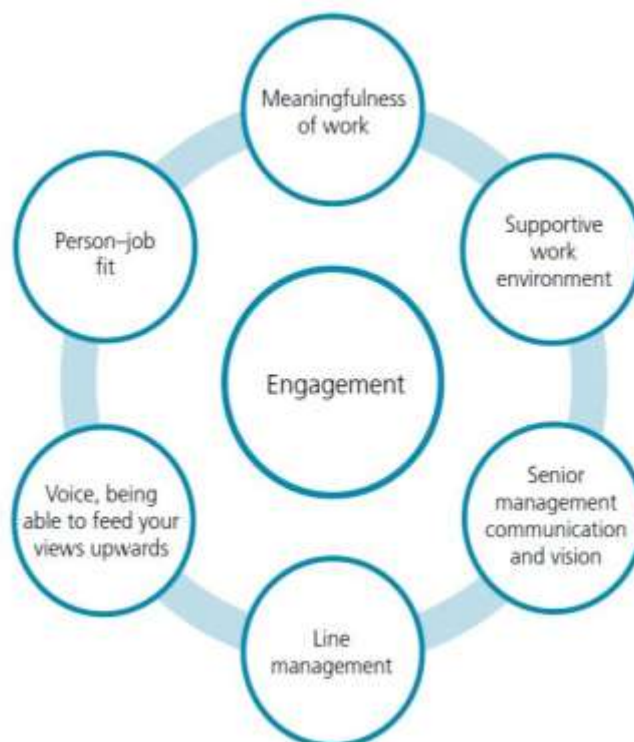 Meaningfulness
of work
Supportive
work
environment
Senior
management
communication
and vision
Line
management
Voice, being
able to feed your
views upwards
Person–job
fit
Engagement